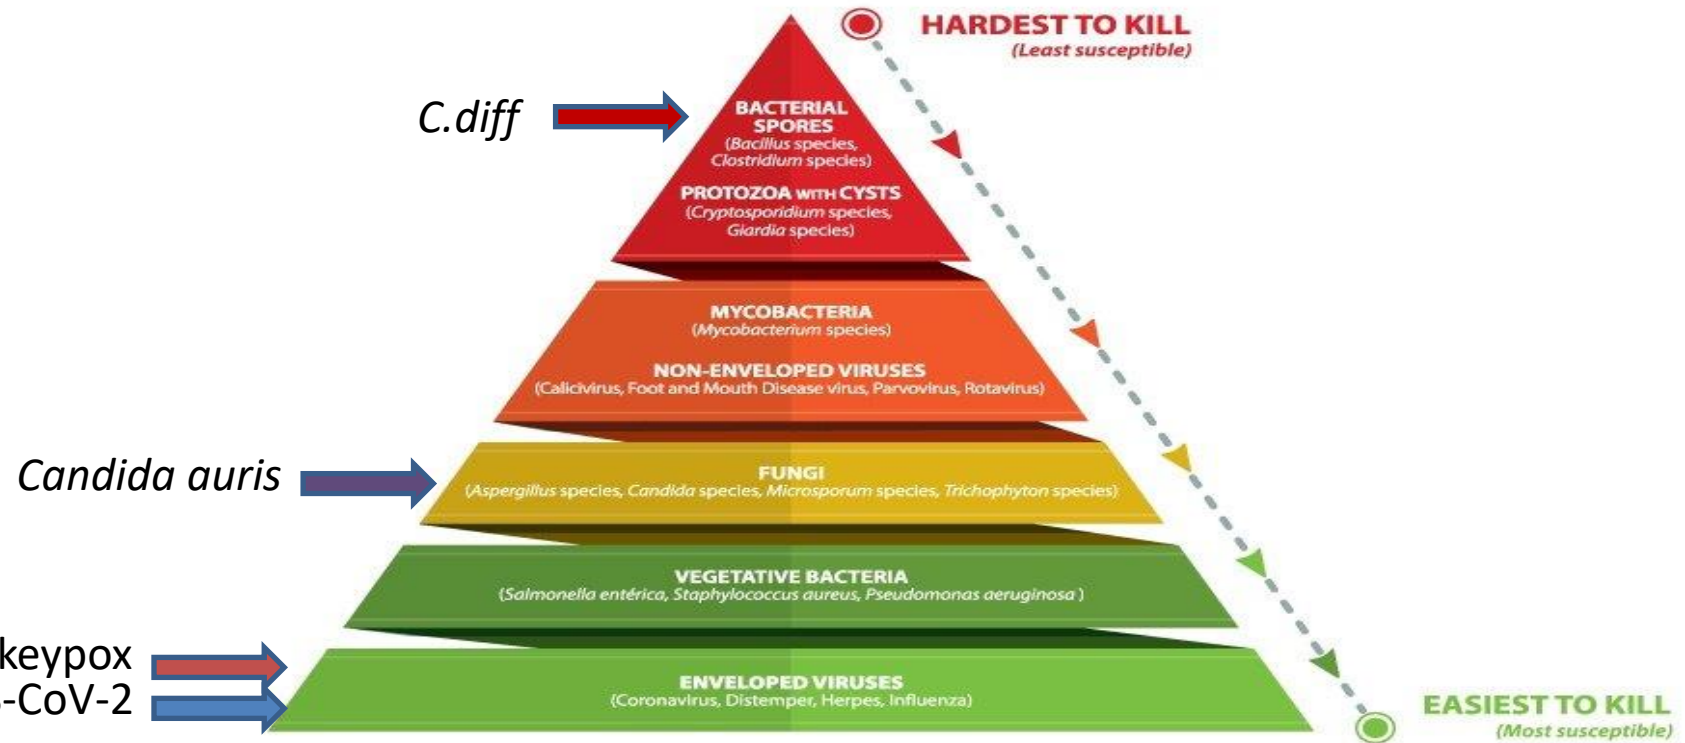 HARDEST TO KILL
(Least susceptible)
C.diff
BACTERIAL
SPORES
(Bacillus species,
Clostridium species)
PROTOZOA WITH CYSTS
(Cryptosporidium species,
Giardia species)
MYCOBACTERIA
(Mycobacterium species)
NON-ENVELOPED VIRUSES
(Calicivirus, Foot and Mouth Disease virus, Parvovirus, Rotavirus)
Candida auris
FUNGI
(Aspergillus species, Candida species, Microsporum species, Trichophyton species)
VEGETATIVE BACTERIA
(Salmonella entérica, Staphylococcus aureus, Pseudomonas aeruginosa )
keypox
-CoV-2
ENVELOPED VIRUSES
(Coronavirus, Distemper, Herpes, Influenza)
EASIEST TO KILL
(Most susceptible)